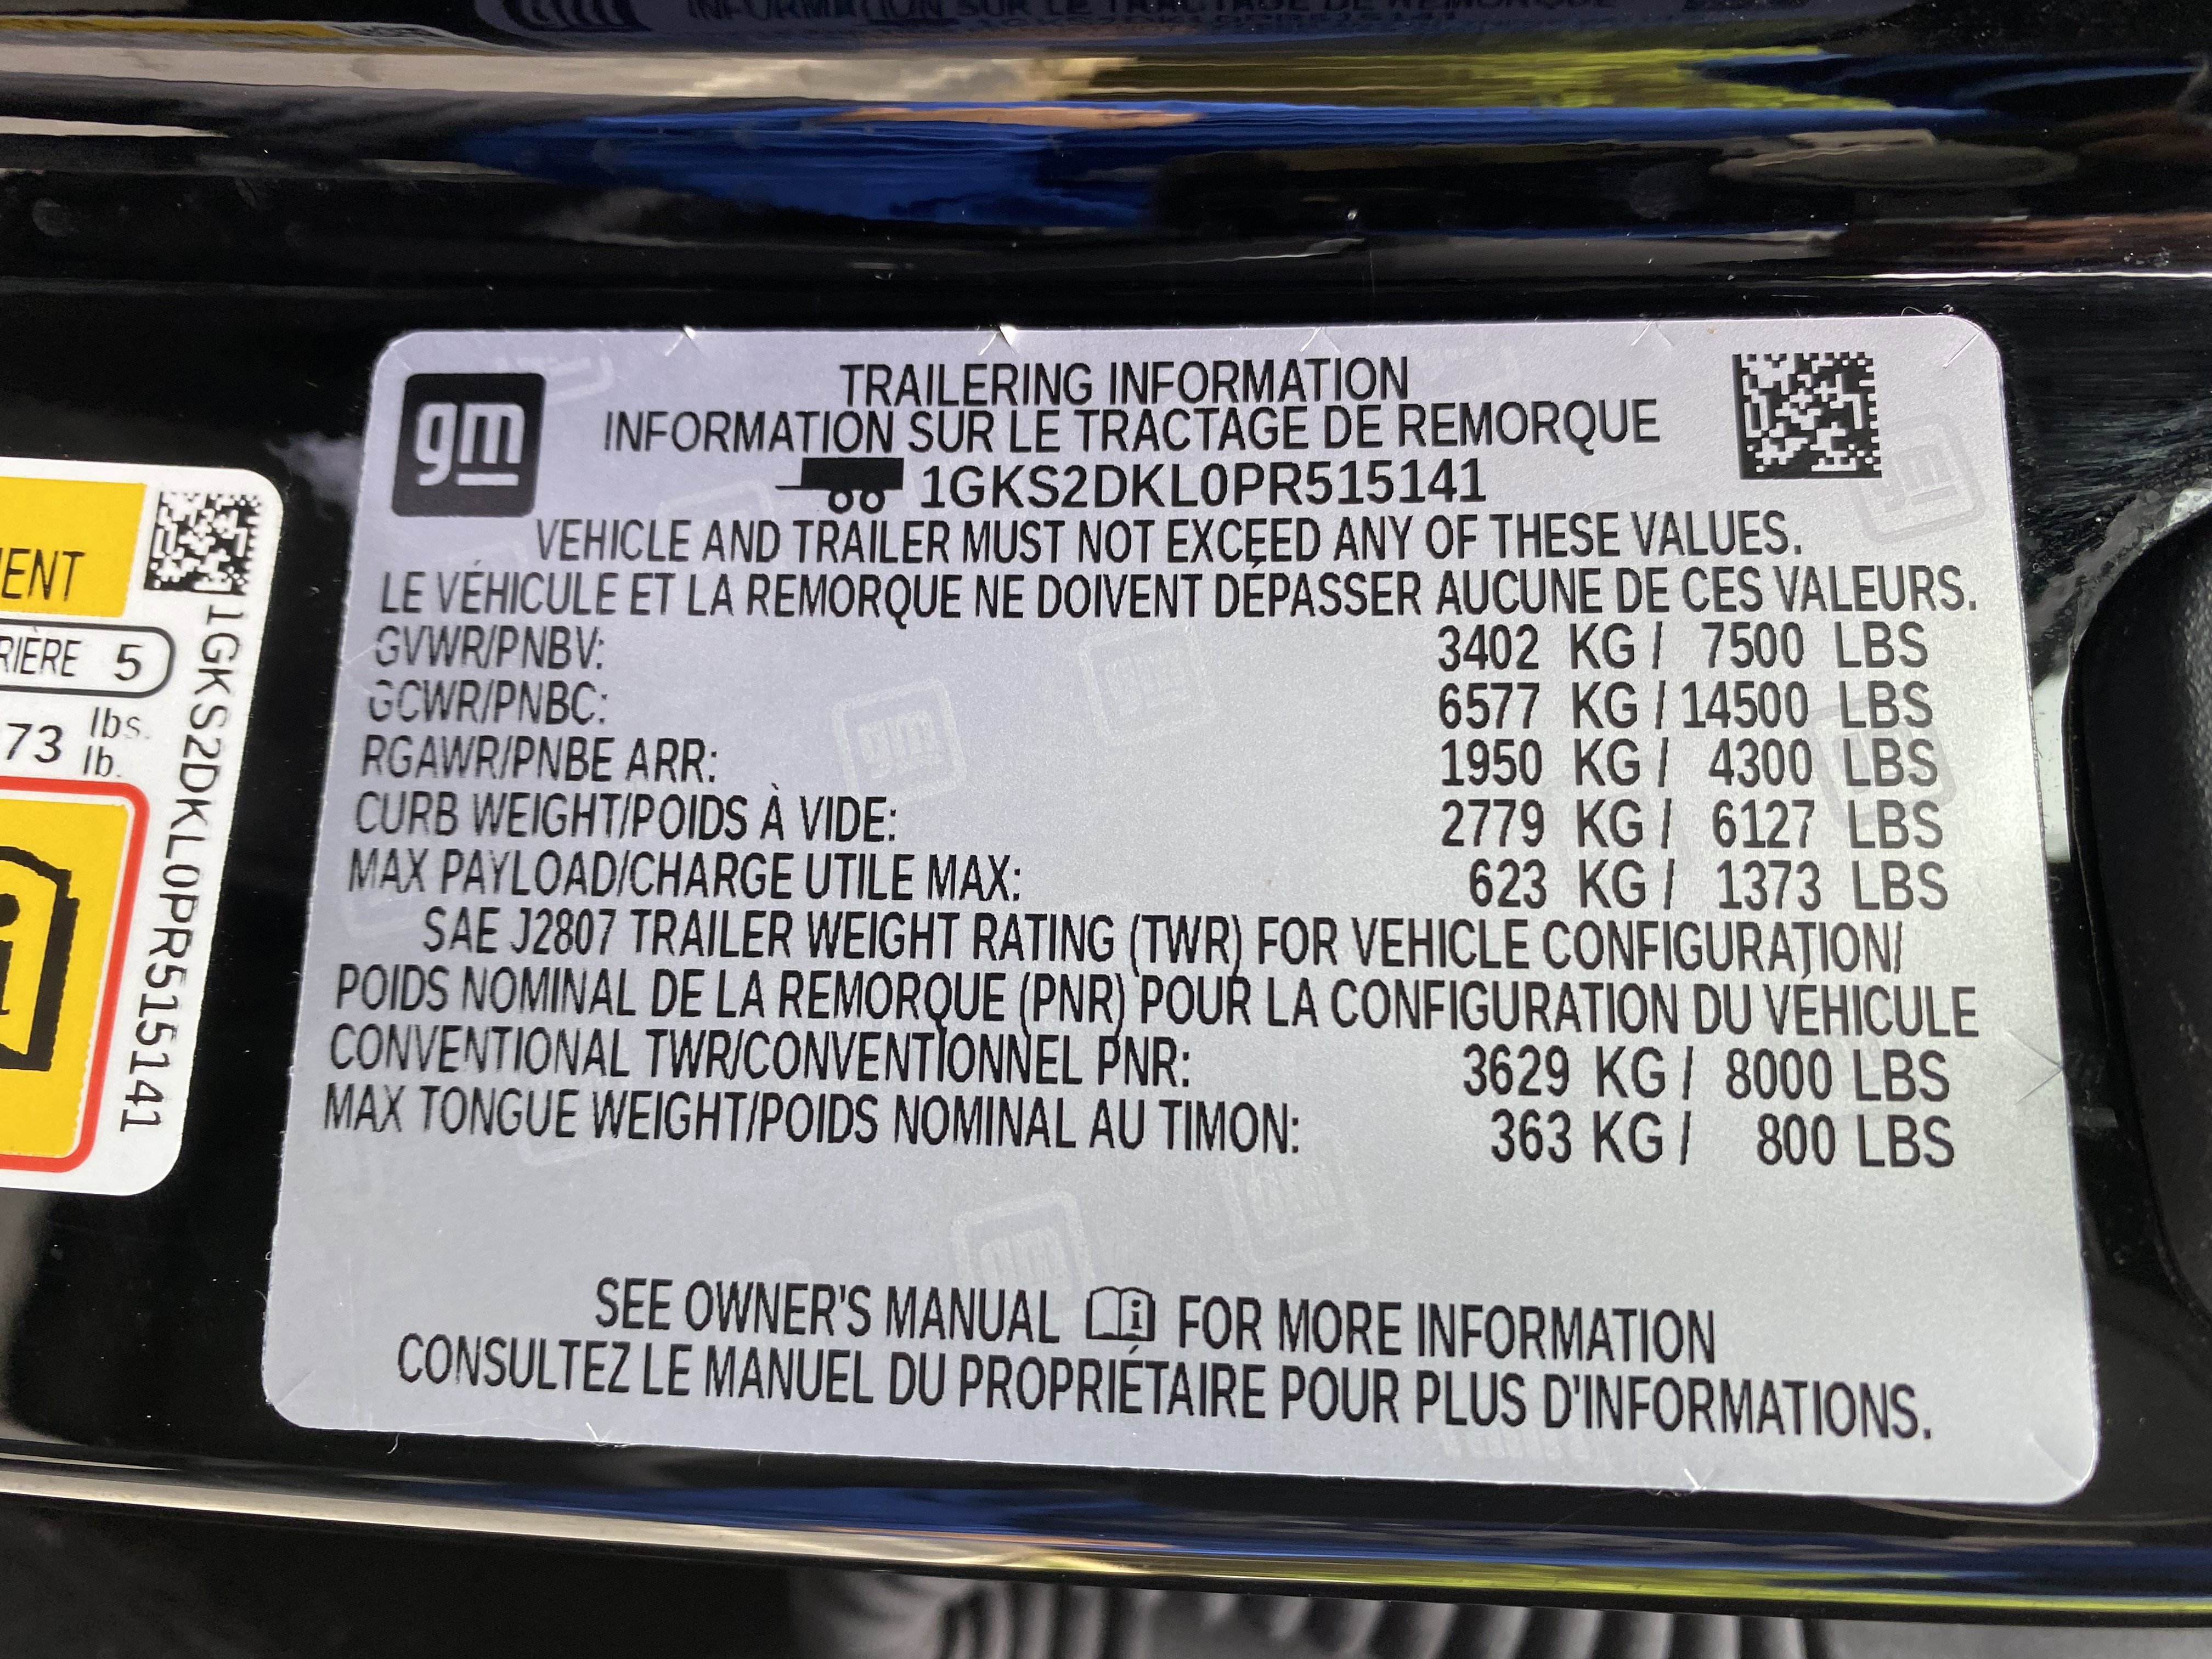 gm
TRAILERING INFORMATION
INFORMATION SUR LE TRACTAGE DE REMORQUE
1GKS2DKL0PR515141
VEHICLE AND TRAILER MUST NOT EXCEED ANY OF THESE VALUES.
LE VÉHICULE ET LA REMORQUE NE DOIVENT DÉPASSER AUCUNE DE CES VALEURS.
GVWR/PNBV: 3402 KG / 7500 LBS
GCWR/PNBC: 6577 KG / 14500 LBS
RGAWR/PNBE ARR: 1950 KG / 4300 LBS
CURB WEIGHT/POIDS À VIDE: 2779 KG / 6127 LBS
MAX PAYLOAD/CHARGE UTILE MAX: 623 KG / 1373 LBS
SAE J2807 TRAILER WEIGHT RATING (TWR) FOR VEHICLE CONFIGURATION/
POIDS NOMINAL DE LA REMORQUE (PNR) POUR LA CONFIGURATION DU VÉHICULE
CONVENTIONAL TWR/CONVENTIONNEL PNR: 3629 KG / 8000 LBS
MAX TONGUE WEIGHT/POIDS NOMINAL AU TIMON: 363 KG / 800 LBS
SEE OWNER'S MANUAL FOR MORE INFORMATION
CONSULTEZ LE MANUEL DU PROPRIÉTAIRE POUR PLUS D'INFORMATIONS.
ENT
RIÈRE 5
73 lbs.
lb.
1GKS2DKL0PR515141